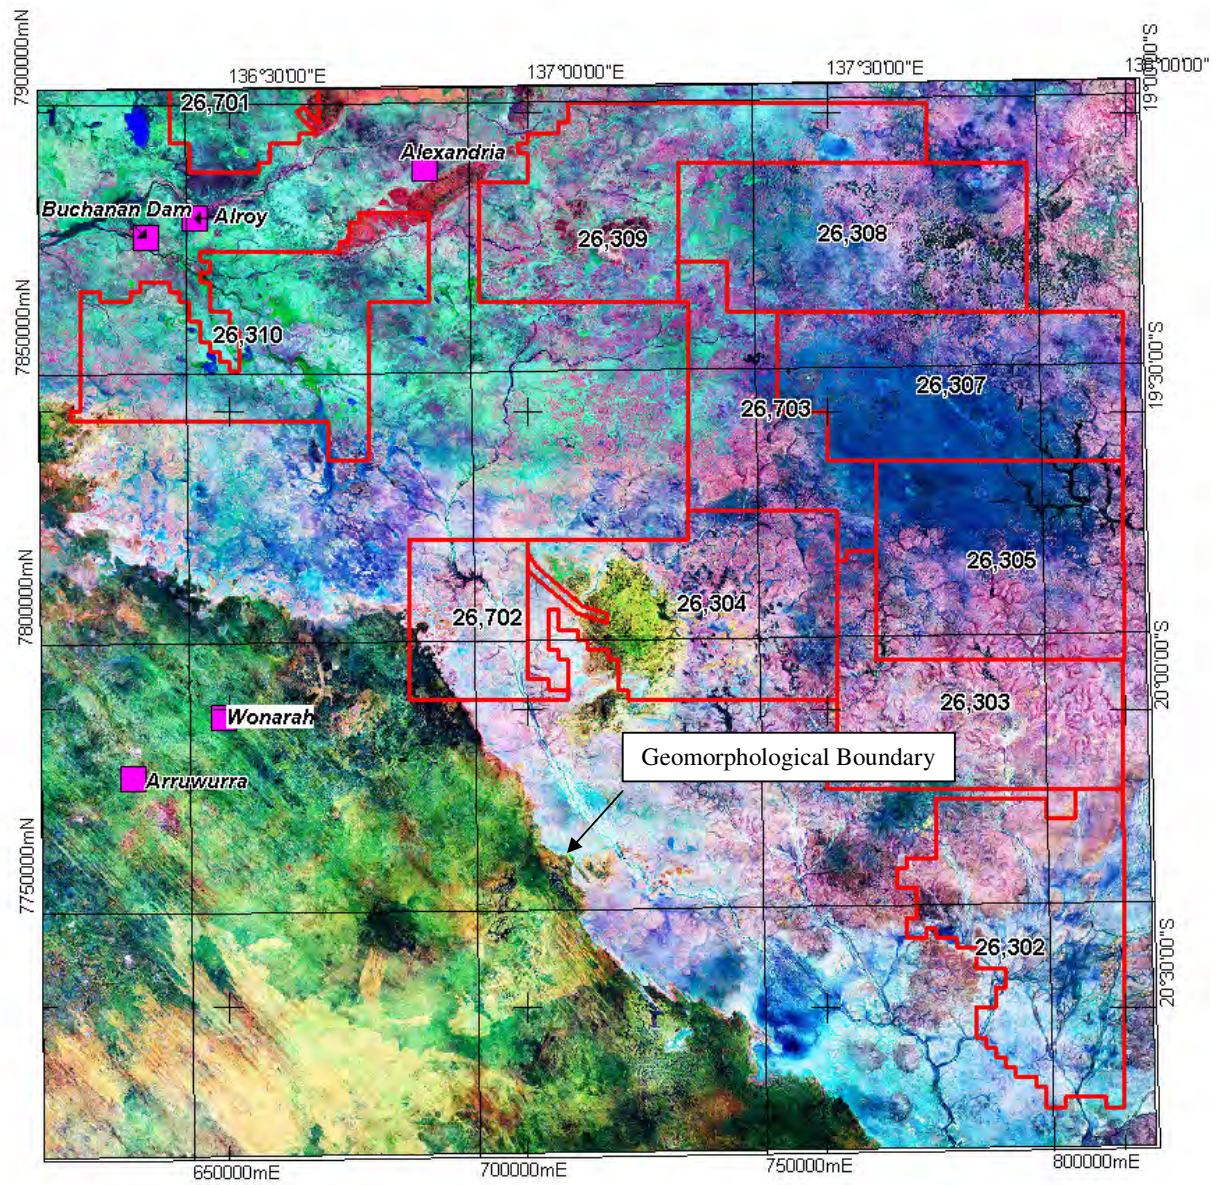 136°30'00"E
137°00'00"E
137°30'00"E
00'00"
19°00'00"S
7900000mN
26,701
Alexandria
Buchanan Dam
Alroy
26,309
26,308
26,310
7850000mN
19°30'00"S
26,307
26,703
26,305
7800000mN
26,702
26,304
20°00'00"S
26,303
Wonarah
Geomorphological Boundary
Arruwurra
7750000mN
26,302
20°30'00"S
650000mE
700000mE
750000mE
800000mE